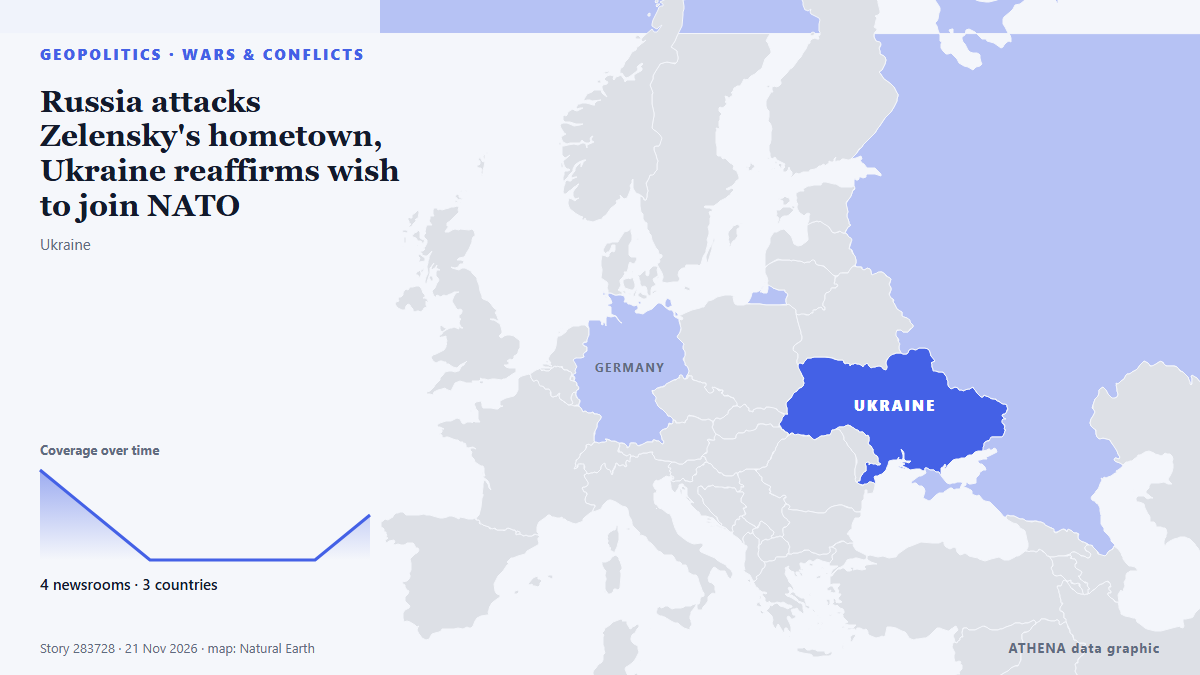 GEOPOLITICS · WARS & CONFLICTS
Russia attacks
Zelensky's hometown,
Ukraine reaffirms wish
to join NATO
Ukraine
GERMANY
UKRAINE
Coverage over time
4 newsrooms · 3 countries
Story 283728 · 21 Nov 2026 · map: Natural Earth
ATHENA data graphic